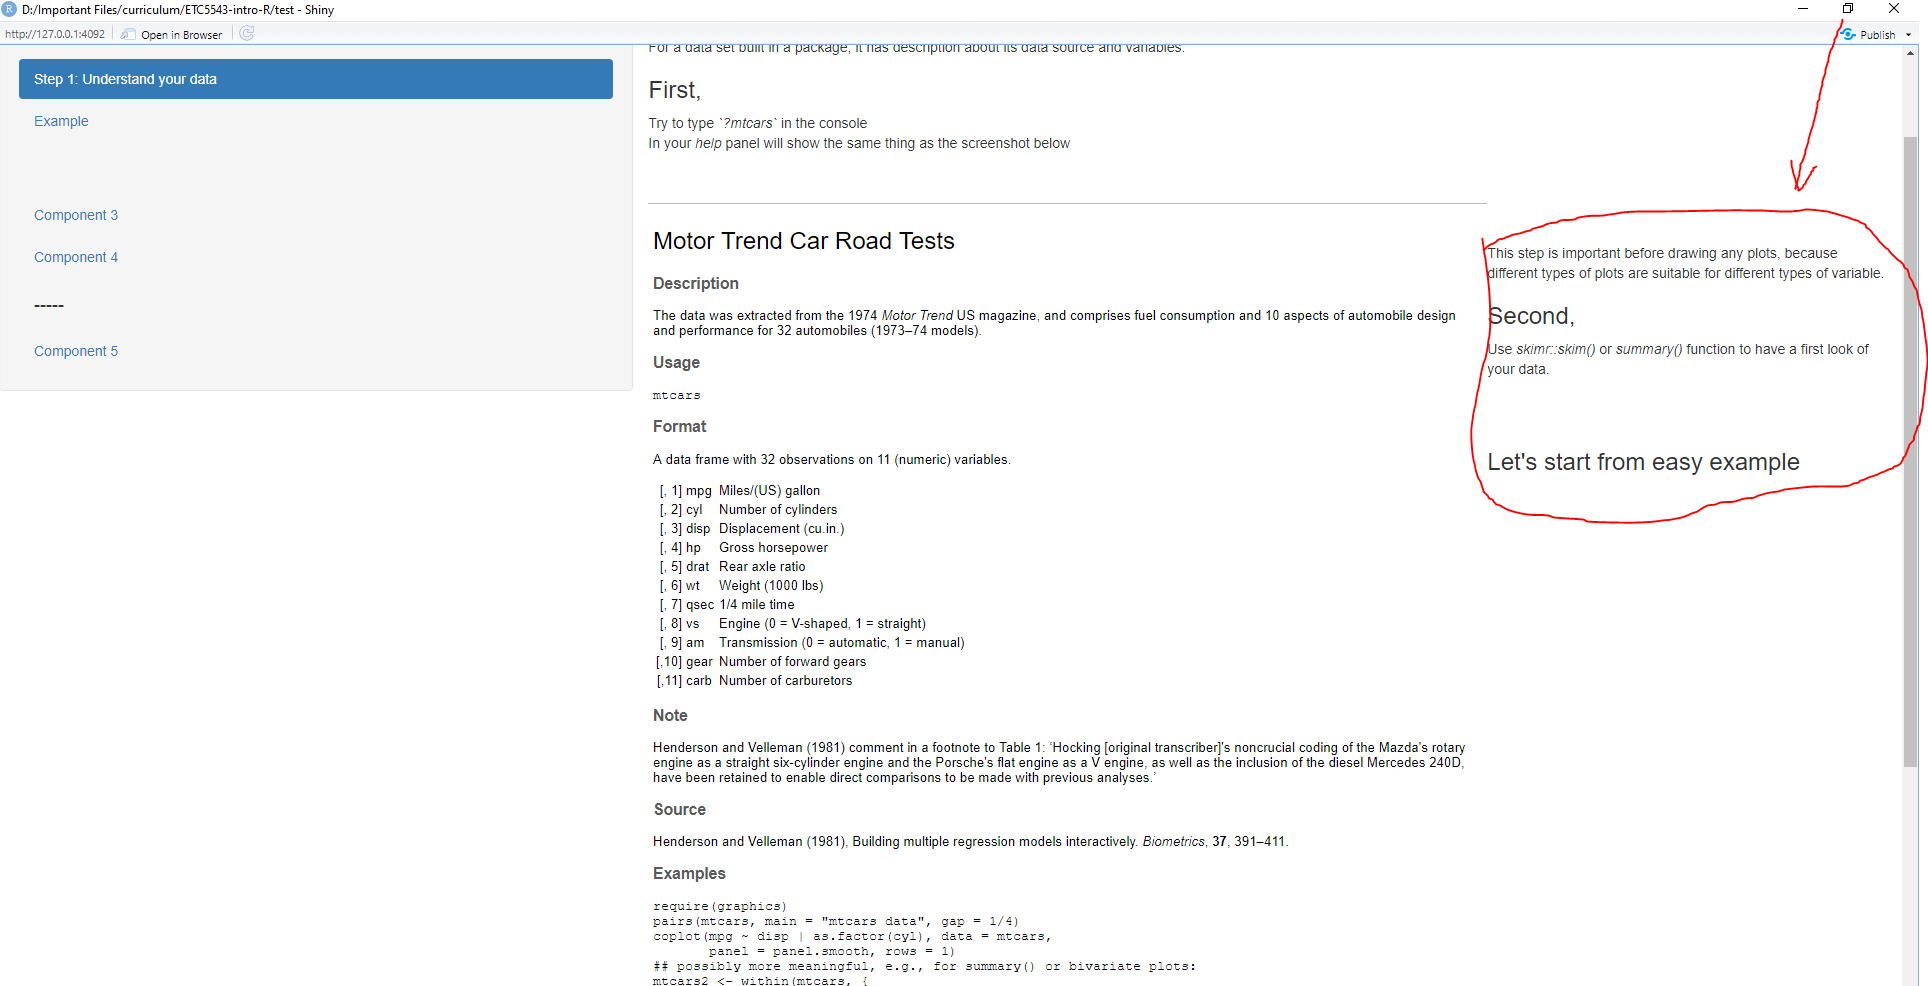 D:/Important Files/curriculum/ETC5543-intro-R/test - Shiny
http://127.0.0.1:4092
Open in Browser
Publish
Step 1: Understand your data
Example
Component 3
Component 4
-----
Component 5
For a data set built in a package, it has description about its data source and variables.
First,
Try to type `?mtcars` in the console
In your help panel will show the same thing as the screenshot below
Motor Trend Car Road Tests
Description
The data was extracted from the 1974 Motor Trend US magazine, and comprises fuel consumption and 10 aspects of automobile design
and performance for 32 automobiles (1973–74 models).
Usage
mtcars
Format
A data frame with 32 observations on 11 (numeric) variables.
[, 1] mpg Miles/(US) gallon
[, 2] cyl Number of cylinders
[, 3] disp Displacement (cu.in.)
[, 4] hp Gross horsepower
[, 5] drat Rear axle ratio
[, 6] wt Weight (1000 lbs)
[, 7] qsec 1/4 mile time
[, 8] vs Engine (0 = V-shaped, 1 = straight)
[, 9] am Transmission (0 = automatic, 1 = manual)
[,10] gear Number of forward gears
[,11] carb Number of carburetors
Note
Henderson and Velleman (1981) comment in a footnote to Table 1: ‘Hocking [original transcriber]'s noncrucial coding of the Mazda's rotary
engine as a straight six-cylinder engine and the Porsche's flat engine as a V engine, as well as the inclusion of the diesel Mercedes 240D,
have been retained to enable direct comparisons to be made with previous analyses.’
Source
Henderson and Velleman (1981), Building multiple regression models interactively. Biometrics, 37, 391–411.
Examples
require(graphics)
pairs(mtcars, main = "mtcars data", gap = 1/4)
coplot(mpg ~ disp | as.factor(cyl), data = mtcars,
panel = panel.smooth, rows = 1)
## possibly more meaningful, e.g., for summary() or bivariate plots:
mtcars2 <- within(mtcars, {
This step is important before drawing any plots, because
different types of plots are suitable for different types of variable.
Second,
Use skimr::skim() or summary() function to have a first look of
your data.
Let's start from easy example